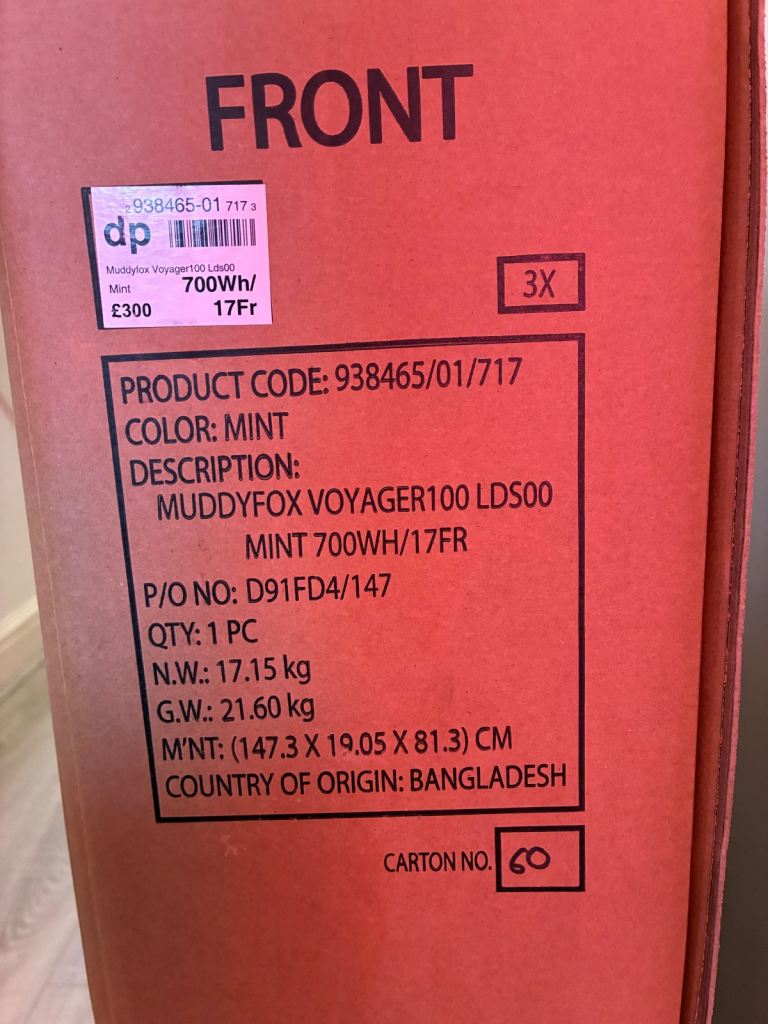 FRONT
2 938465-01 717 3
dp
Muddyfox Voyager100 Lds00
Mint 700Wh/
£300 17Fr
3X
PRODUCT CODE: 938465/01/717
COLOR: MINT
DESCRIPTION:
MUDDYFOX VOYAGER100 LDS00
MINT 700WH/17FR
P/O NO: D91FD4/147
QTY: 1 PC
N.W.: 17.15 kg
G.W.: 21.60 kg
M'NT: (147.3 X 19.05 X 81.3) CM
COUNTRY OF ORIGIN: BANGLADESH
CARTON NO. 60